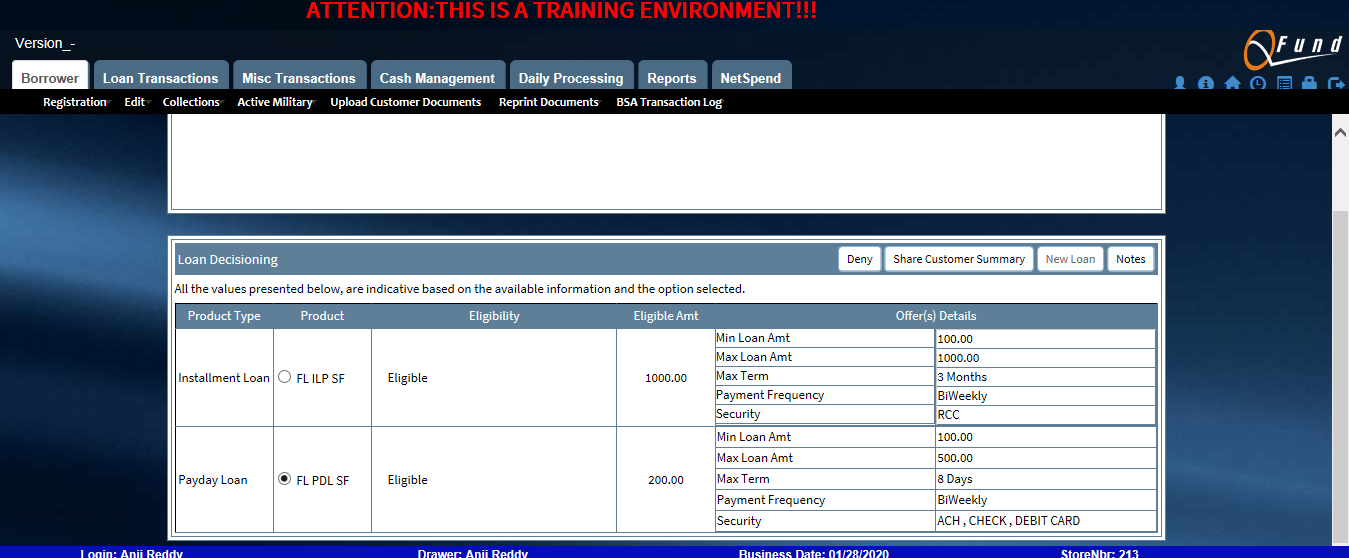 ATTENTION:THIS IS A TRAINING ENVIRONMENT!!!
Version_-
QFund
Borrower Loan Transactions Misc Transactions Cash Management Daily Processing Reports NetSpend
Registration Edit Collections Active Military Upload Customer Documents Reprint Documents BSA Transaction Log
Loan Decisioning Deny Share Customer Summary New Loan Notes
All the values presented below, are indicative based on the available information and the option selected.
Product Type Product Eligibility Eligible Amt Offer(s) Details
Installment Loan FL ILP SF Eligible 1000.00
Min Loan Amt 100.00
Max Loan Amt 1000.00
Max Term 3 Months
Payment Frequency BiWeekly
Security RCC
Payday Loan FL PDL SF Eligible 200.00
Min Loan Amt 100.00
Max Loan Amt 500.00
Max Term 8 Days
Payment Frequency BiWeekly
Security ACH , CHECK , DEBIT CARD
Login: Anji Reddy Drawer: Anji Reddy Business Date: 01/28/2020 StoreNbr: 213